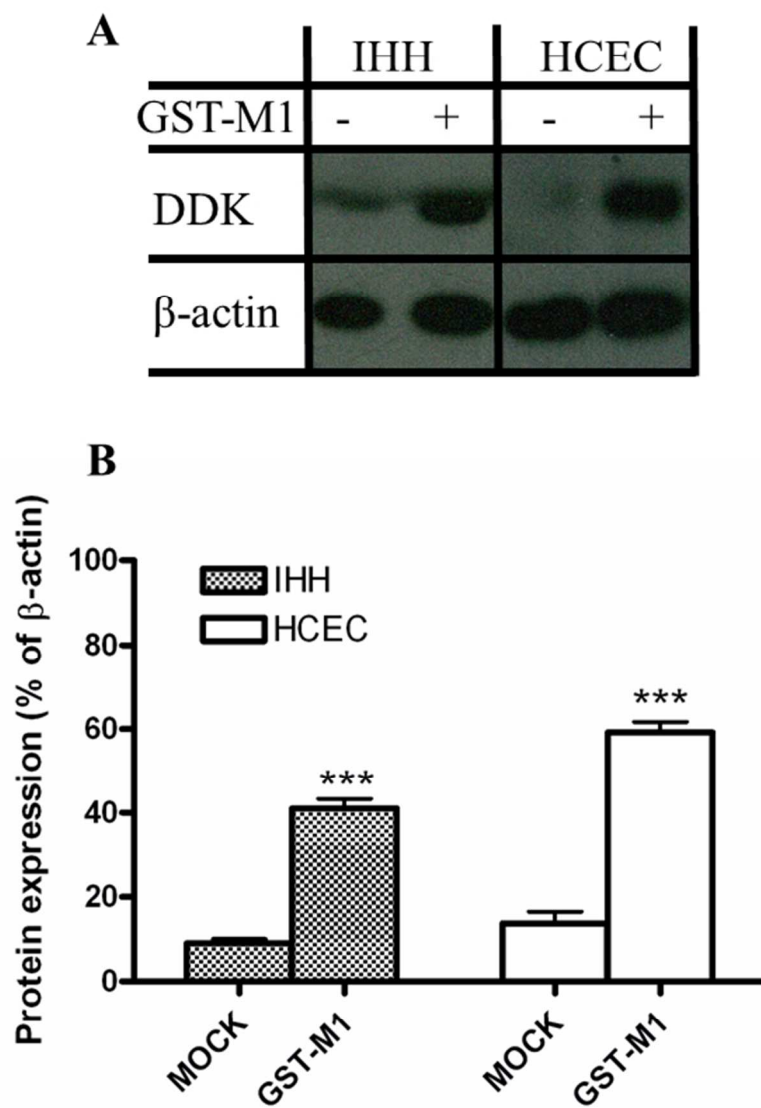 A
IHH HCEC
GST-M1 - + - +
DDK
β-actin
B
Protein expression (% of β-actin)
100
80
60
40
20
0
IHH
HCEC
***
***
MOCK
GST-M1
MOCK
GST-M1